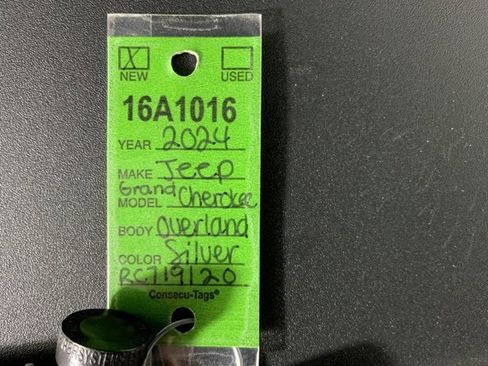 X
NEW USED
16A1016
YEAR 2024
MAKE Jeep
Grand
MODEL Cherokee
BODY Overland
COLOR Silver
RC719120
Consecu-Tags®